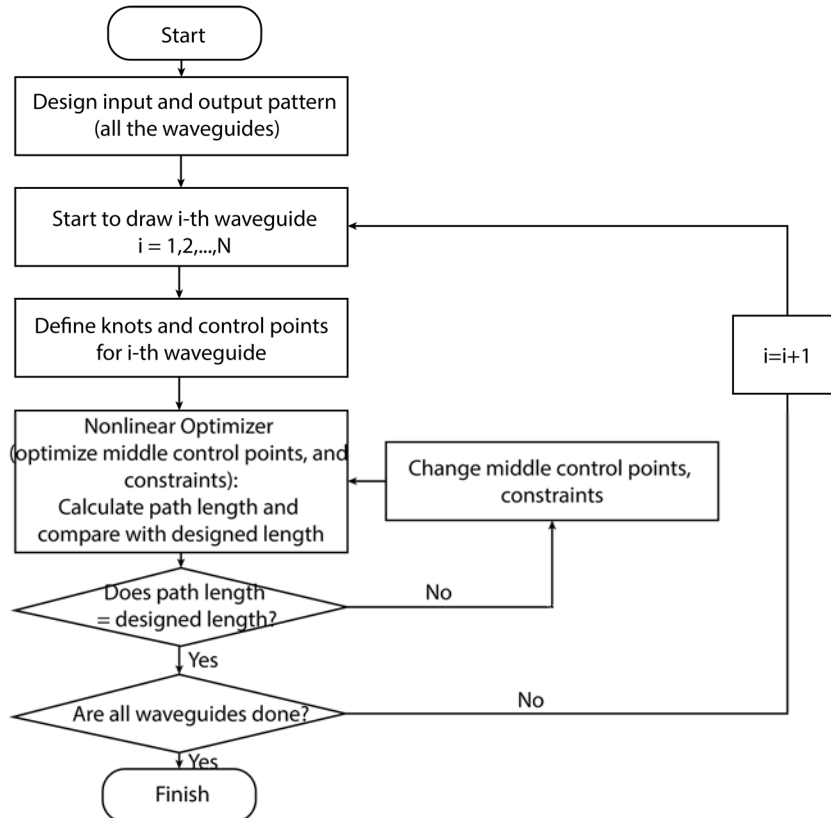 Start
Design input and output pattern
(all the waveguides)
Start to draw i-th waveguide
i = 1,2,...,N
Define knots and control points
for i-th waveguide
i=i+1
Nonlinear Optimizer
(optimize middle control points, and
constraints):
Calculate path length and
compare with designed length
Change middle control points,
constraints
Does path length
= designed length?
No
Yes
Are all waveguides done?
No
Yes
Finish